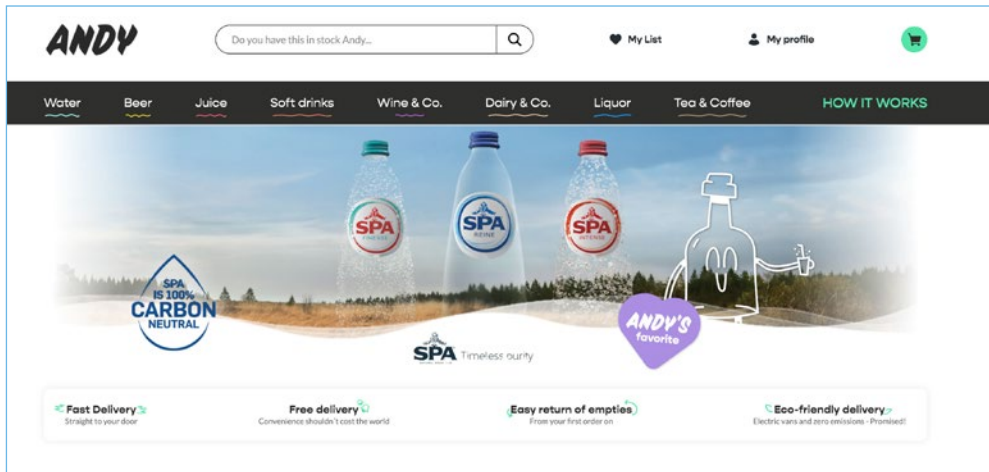 ANDY
Do you have this in stock Andy...
My List
My profile
Water Beer Juice Soft drinks Wine & Co. Dairy & Co. Liquor Tea & Coffee HOW IT WORKS
SPA
FINESSE
SPA
REINE
SPA
INTENSE
SPA
IS 100%
CARBON
NEUTRAL
ANDY'S
favorite
SPA Timeless purity
Fast Delivery Free delivery Easy return of empties Eco-friendly delivery
Straight to your door Convenience shouldn't cost the world From your first order on Electric vans and zero emissions - Promised!